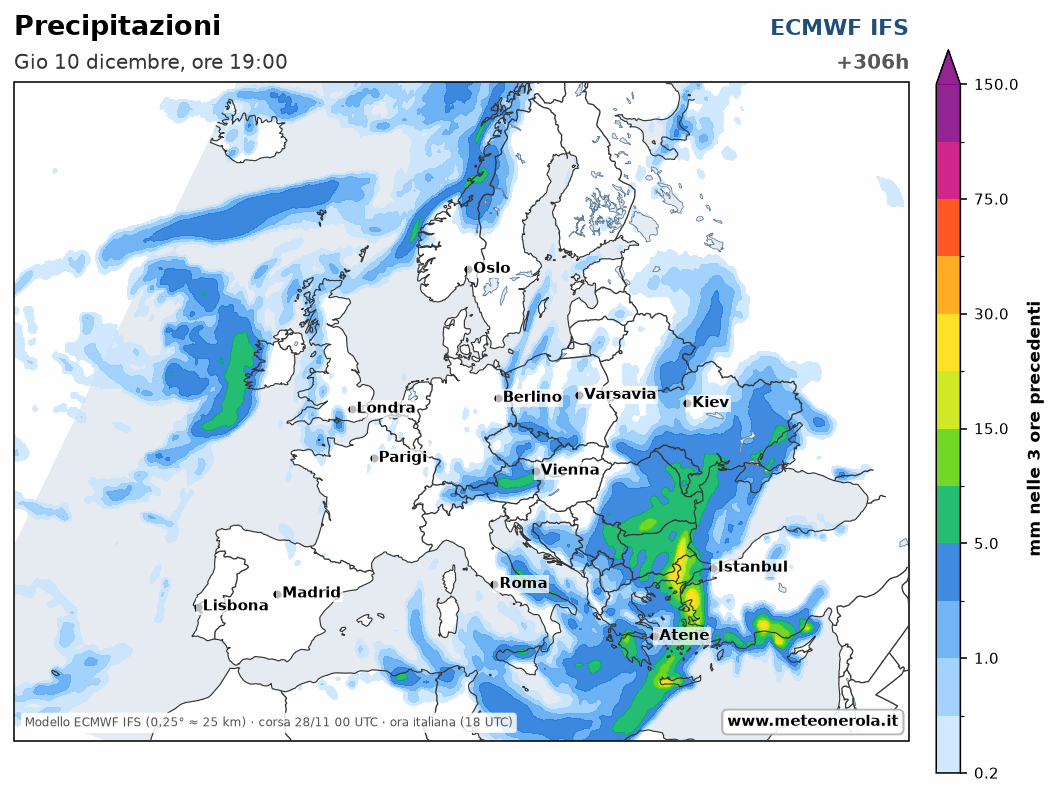 Precipitazioni
ECMWF IFS
Gio 10 dicembre, ore 19:00
+306h
150.0
75.0
30.0
15.0
5.0
1.0
0.2
mm nelle 3 ore precedenti
Oslo
Berlino
Varsavia
Kiev
Londra
Parigi
Vienna
Istanbul
Roma
Madrid
Lisbona
Atene
Modello ECMWF IFS (0,25° ≈ 25 km) · corsa 28/11 00 UTC · ora italiana (18 UTC)
www.meteonerola.it